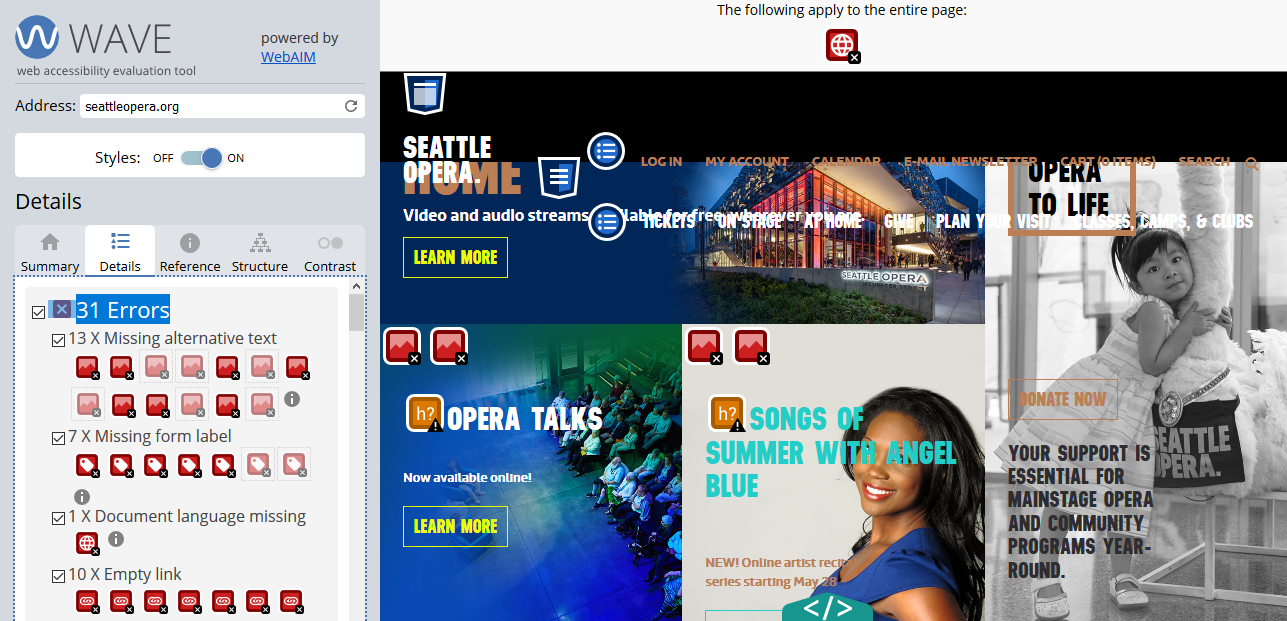 WAVE
web accessibility evaluation tool
powered by
WebAIM
Address: seattleopera.org
Styles: OFF ON
Details
Summary Details Reference Structure Contrast
31 Errors
13 X Missing alternative text
7 X Missing form label
1 X Document language missing
10 X Empty link
The following apply to the entire page:
SEATTLE
OPERA.
HOME
LOG IN MY ACCOUNT CALENDAR E-MAIL NEWSLETTER CART (0 ITEMS) SEARCH
Video and audio streams available for free, wherever you are
TICKETS ON STAGE AT HOME GIVE PLAN YOUR VISIT CLASSES, CAMPS, & CLUBS
LEARN MORE
SEATTLE OPERA
OPERA
TO LIFE
h? OPERA TALKS
Now available online!
LEARN MORE
h? SONGS OF
SUMMER WITH ANGEL
BLUE
NEW! Online artist recital
series starting May 28
</>
DONATE NOW
YOUR SUPPORT IS
ESSENTIAL FOR
MAINSTAGE OPERA
AND COMMUNITY
PROGRAMS YEAR-
ROUND.
SEATTLE
OPERA.